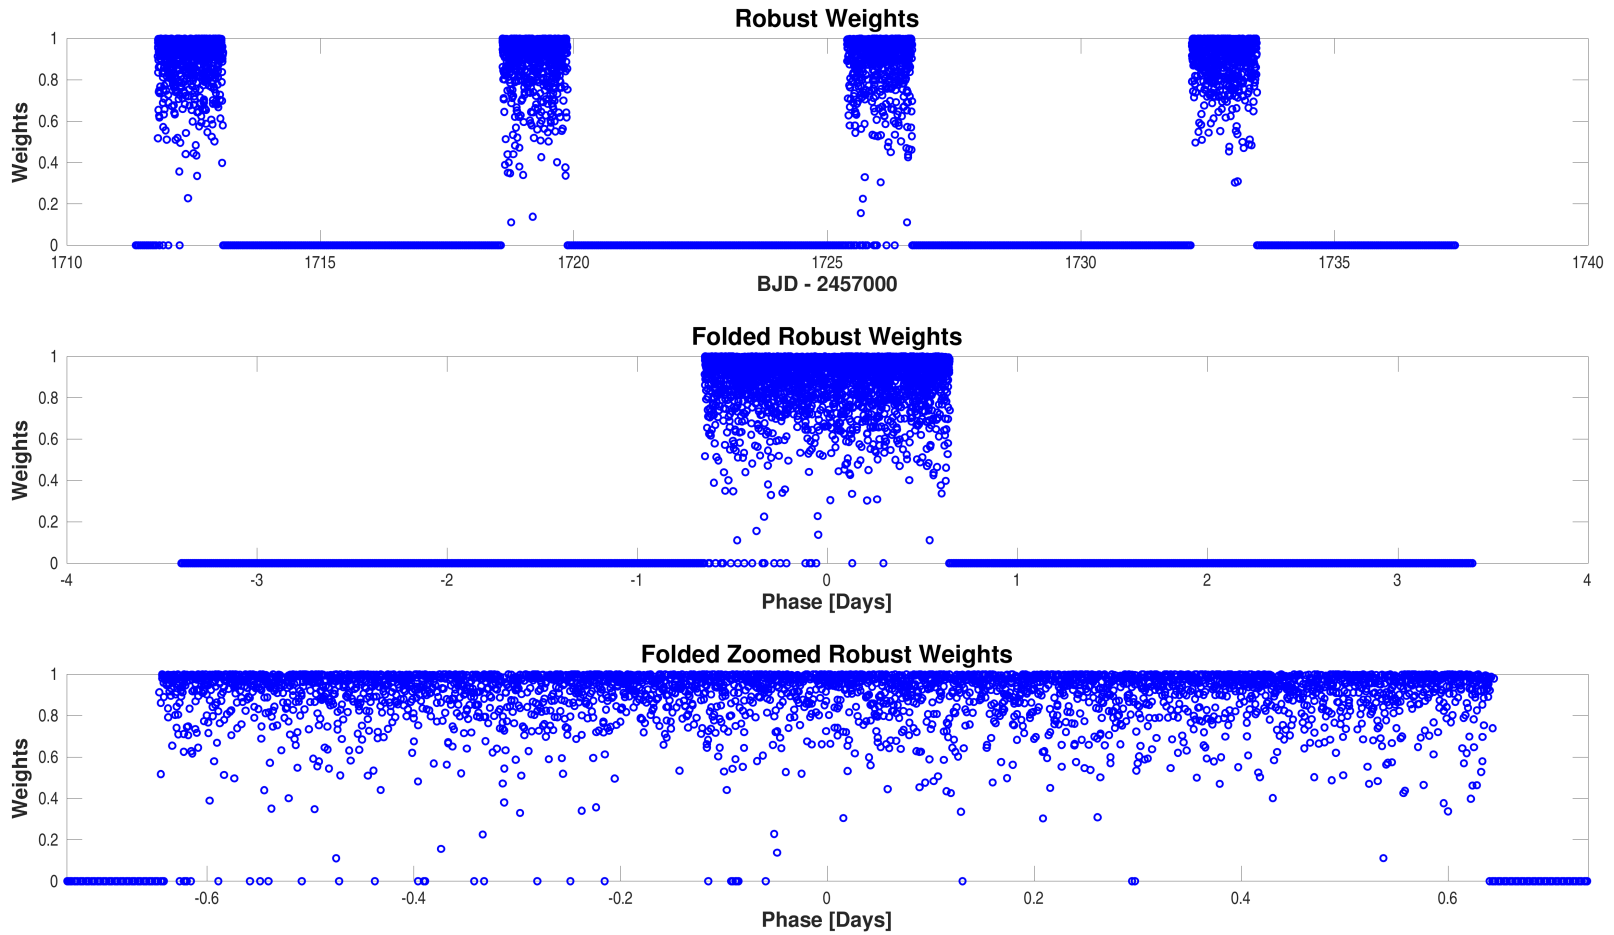 Robust Weights
1
0.8
0.6
0.4
0.2
0
Weights
1710 1715 1720 1725 1730 1735 1740
BJD - 2457000
Folded Robust Weights
1
0.8
0.6
0.4
0.2
0
Weights
-4 -3 -2 -1 0 1 2 3 4
Phase [Days]
Folded Zoomed Robust Weights
1
0.8
0.6
0.4
0.2
0
Weights
-0.6 -0.4 -0.2 0 0.2 0.4 0.6
Phase [Days]